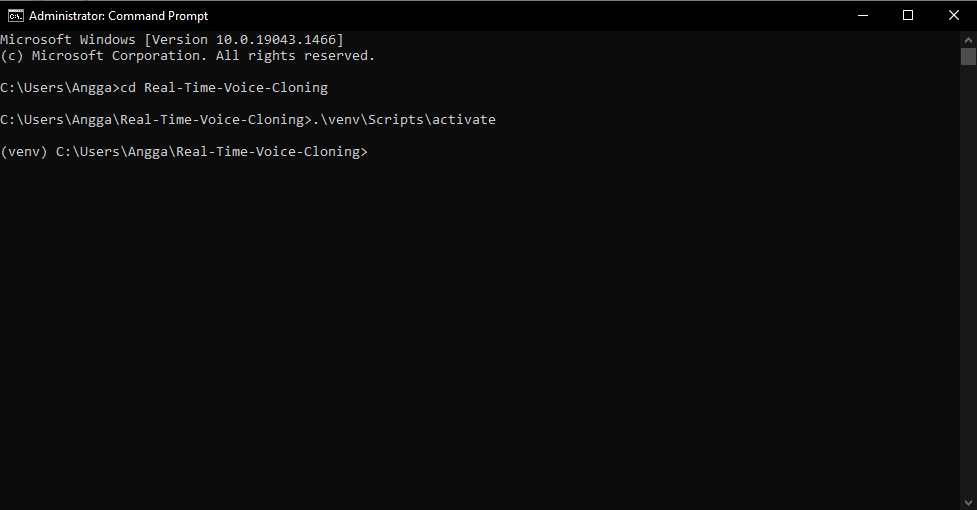 Administrator: Command Prompt
Microsoft Windows [Version 10.0.19043.1466]
(c) Microsoft Corporation. All rights reserved.
C:\Users\Angga>cd Real-Time-Voice-Cloning
C:\Users\Angga\Real-Time-Voice-Cloning>.\venv\Scripts\activate
(venv) C:\Users\Angga\Real-Time-Voice-Cloning>